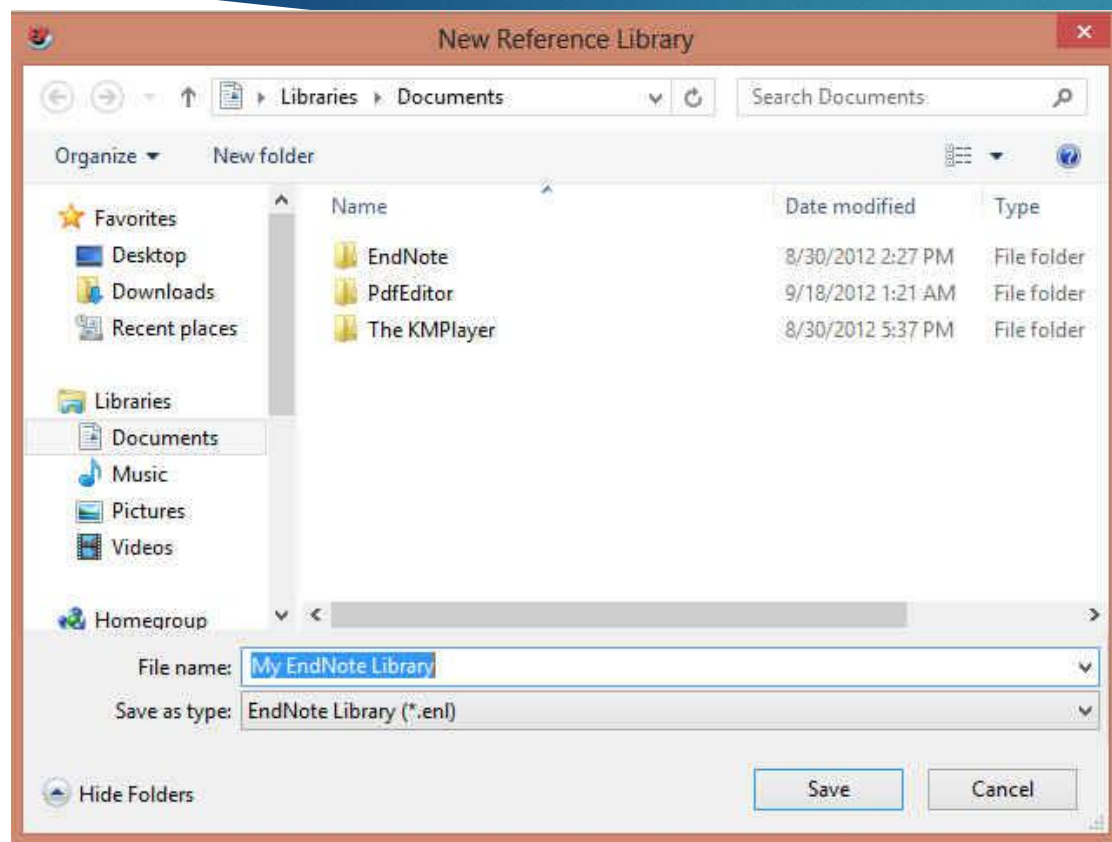 New Reference Library
Libraries Documents Search Documents
Organize New folder
Name Date modified Type
Favorites
Desktop
Downloads
Recent places
Libraries
Documents
Music
Pictures
Videos
Homegroup
EndNote 8/30/2012 2:27 PM File folder
PdfEditor 9/18/2012 1:21 AM File folder
The KMPlayer 8/30/2012 5:37 PM File folder
File name: My EndNote Library
Save as type: EndNote Library (*.enl)
Hide Folders Save Cancel